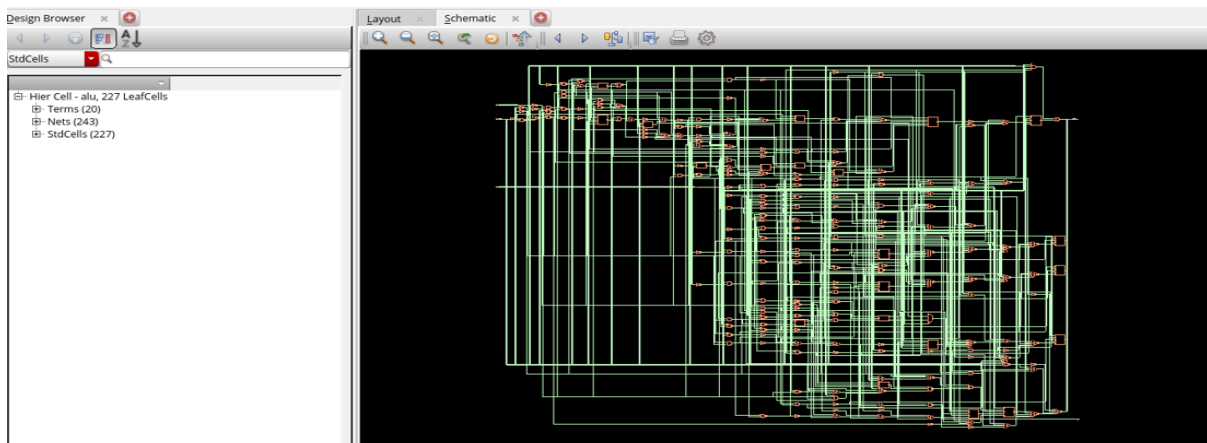 Design Browser
Layout
Schematic
StdCells
Hier Cell - alu, 227 LeafCells
Terms (20)
Nets (243)
StdCells (227)